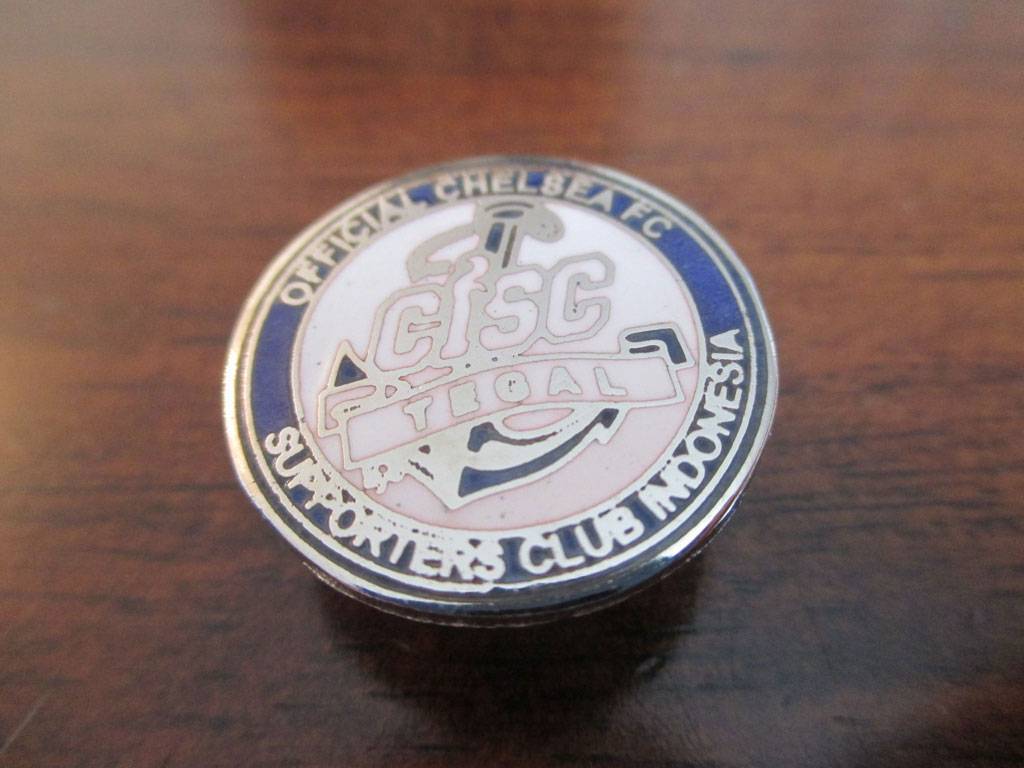 OFFICIAL CHELSEA FC
CISC
TEGAL
SUPPORTERS CLUB INDONESIA